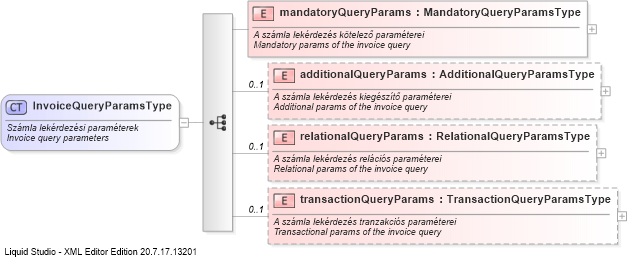 E mandatoryQueryParams : MandatoryQueryParamsType
A számla lekérdezés kötelező paraméterei
Mandatory params of the invoice query
0..1
E additionalQueryParams : AdditionalQueryParamsType
A számla lekérdezés kiegészítő paraméterei
Additional params of the invoice query
CT InvoiceQueryParamsType
Számla lekérdezési paraméterek
Invoice query parameters
0..1
E relationalQueryParams : RelationalQueryParamsType
A számla lekérdezés relációs paraméterei
Relational params of the invoice query
0..1
E transactionQueryParams : TransactionQueryParamsType
A számla lekérdezés tranzakciós paraméterei
Transactional params of the invoice query
Liquid Studio - XML Editor Edition 20.7.17.13201